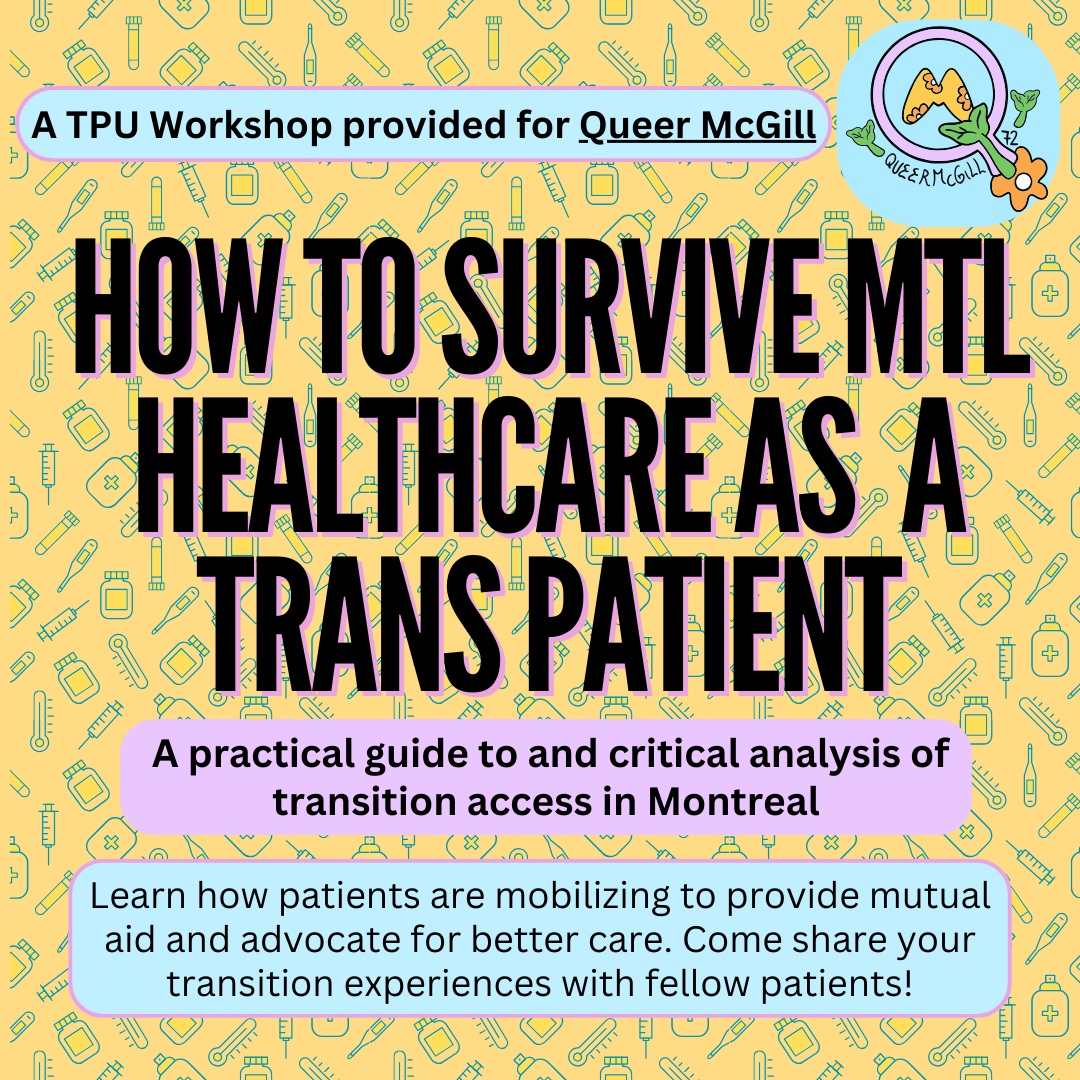 A TPU Workshop provided for Queer McGill
M
72
QUEERMcGILL
HOW TO SURVIVE MTL
HEALTHCARE AS A
TRANS PATIENT
A practical guide to and critical analysis of
transition access in Montreal
Learn how patients are mobilizing to provide mutual
aid and advocate for better care. Come share your
transition experiences with fellow patients!